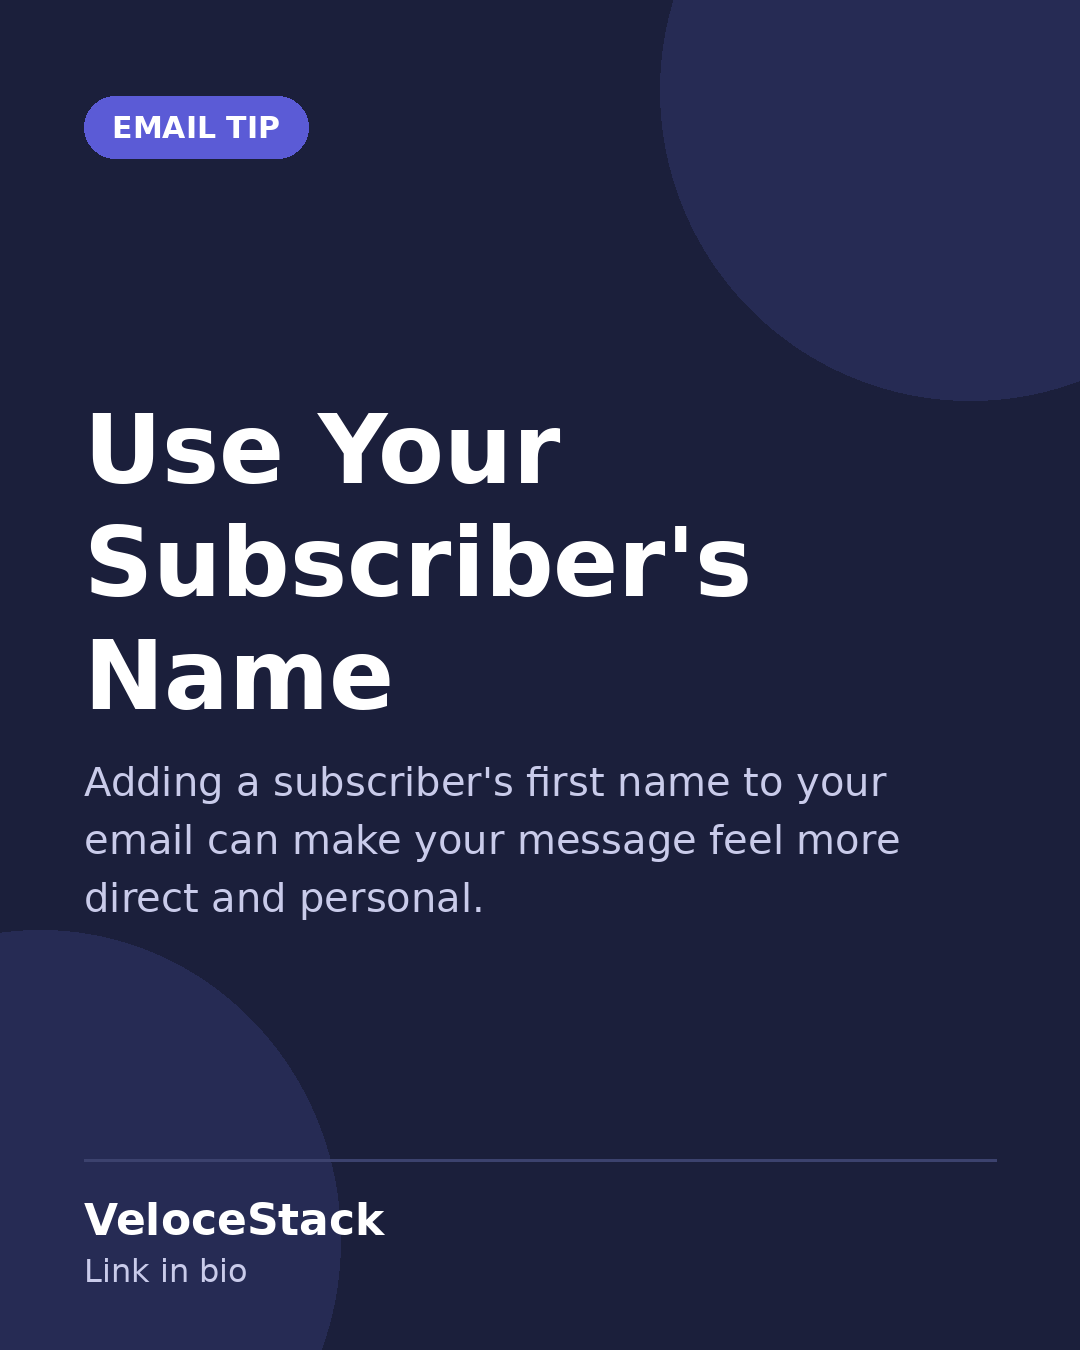 EMAIL TIP
Use Your
Subscriber's
Name
Adding a subscriber's first name to your
email can make your message feel more
direct and personal.
VeloceStack
Link in bio